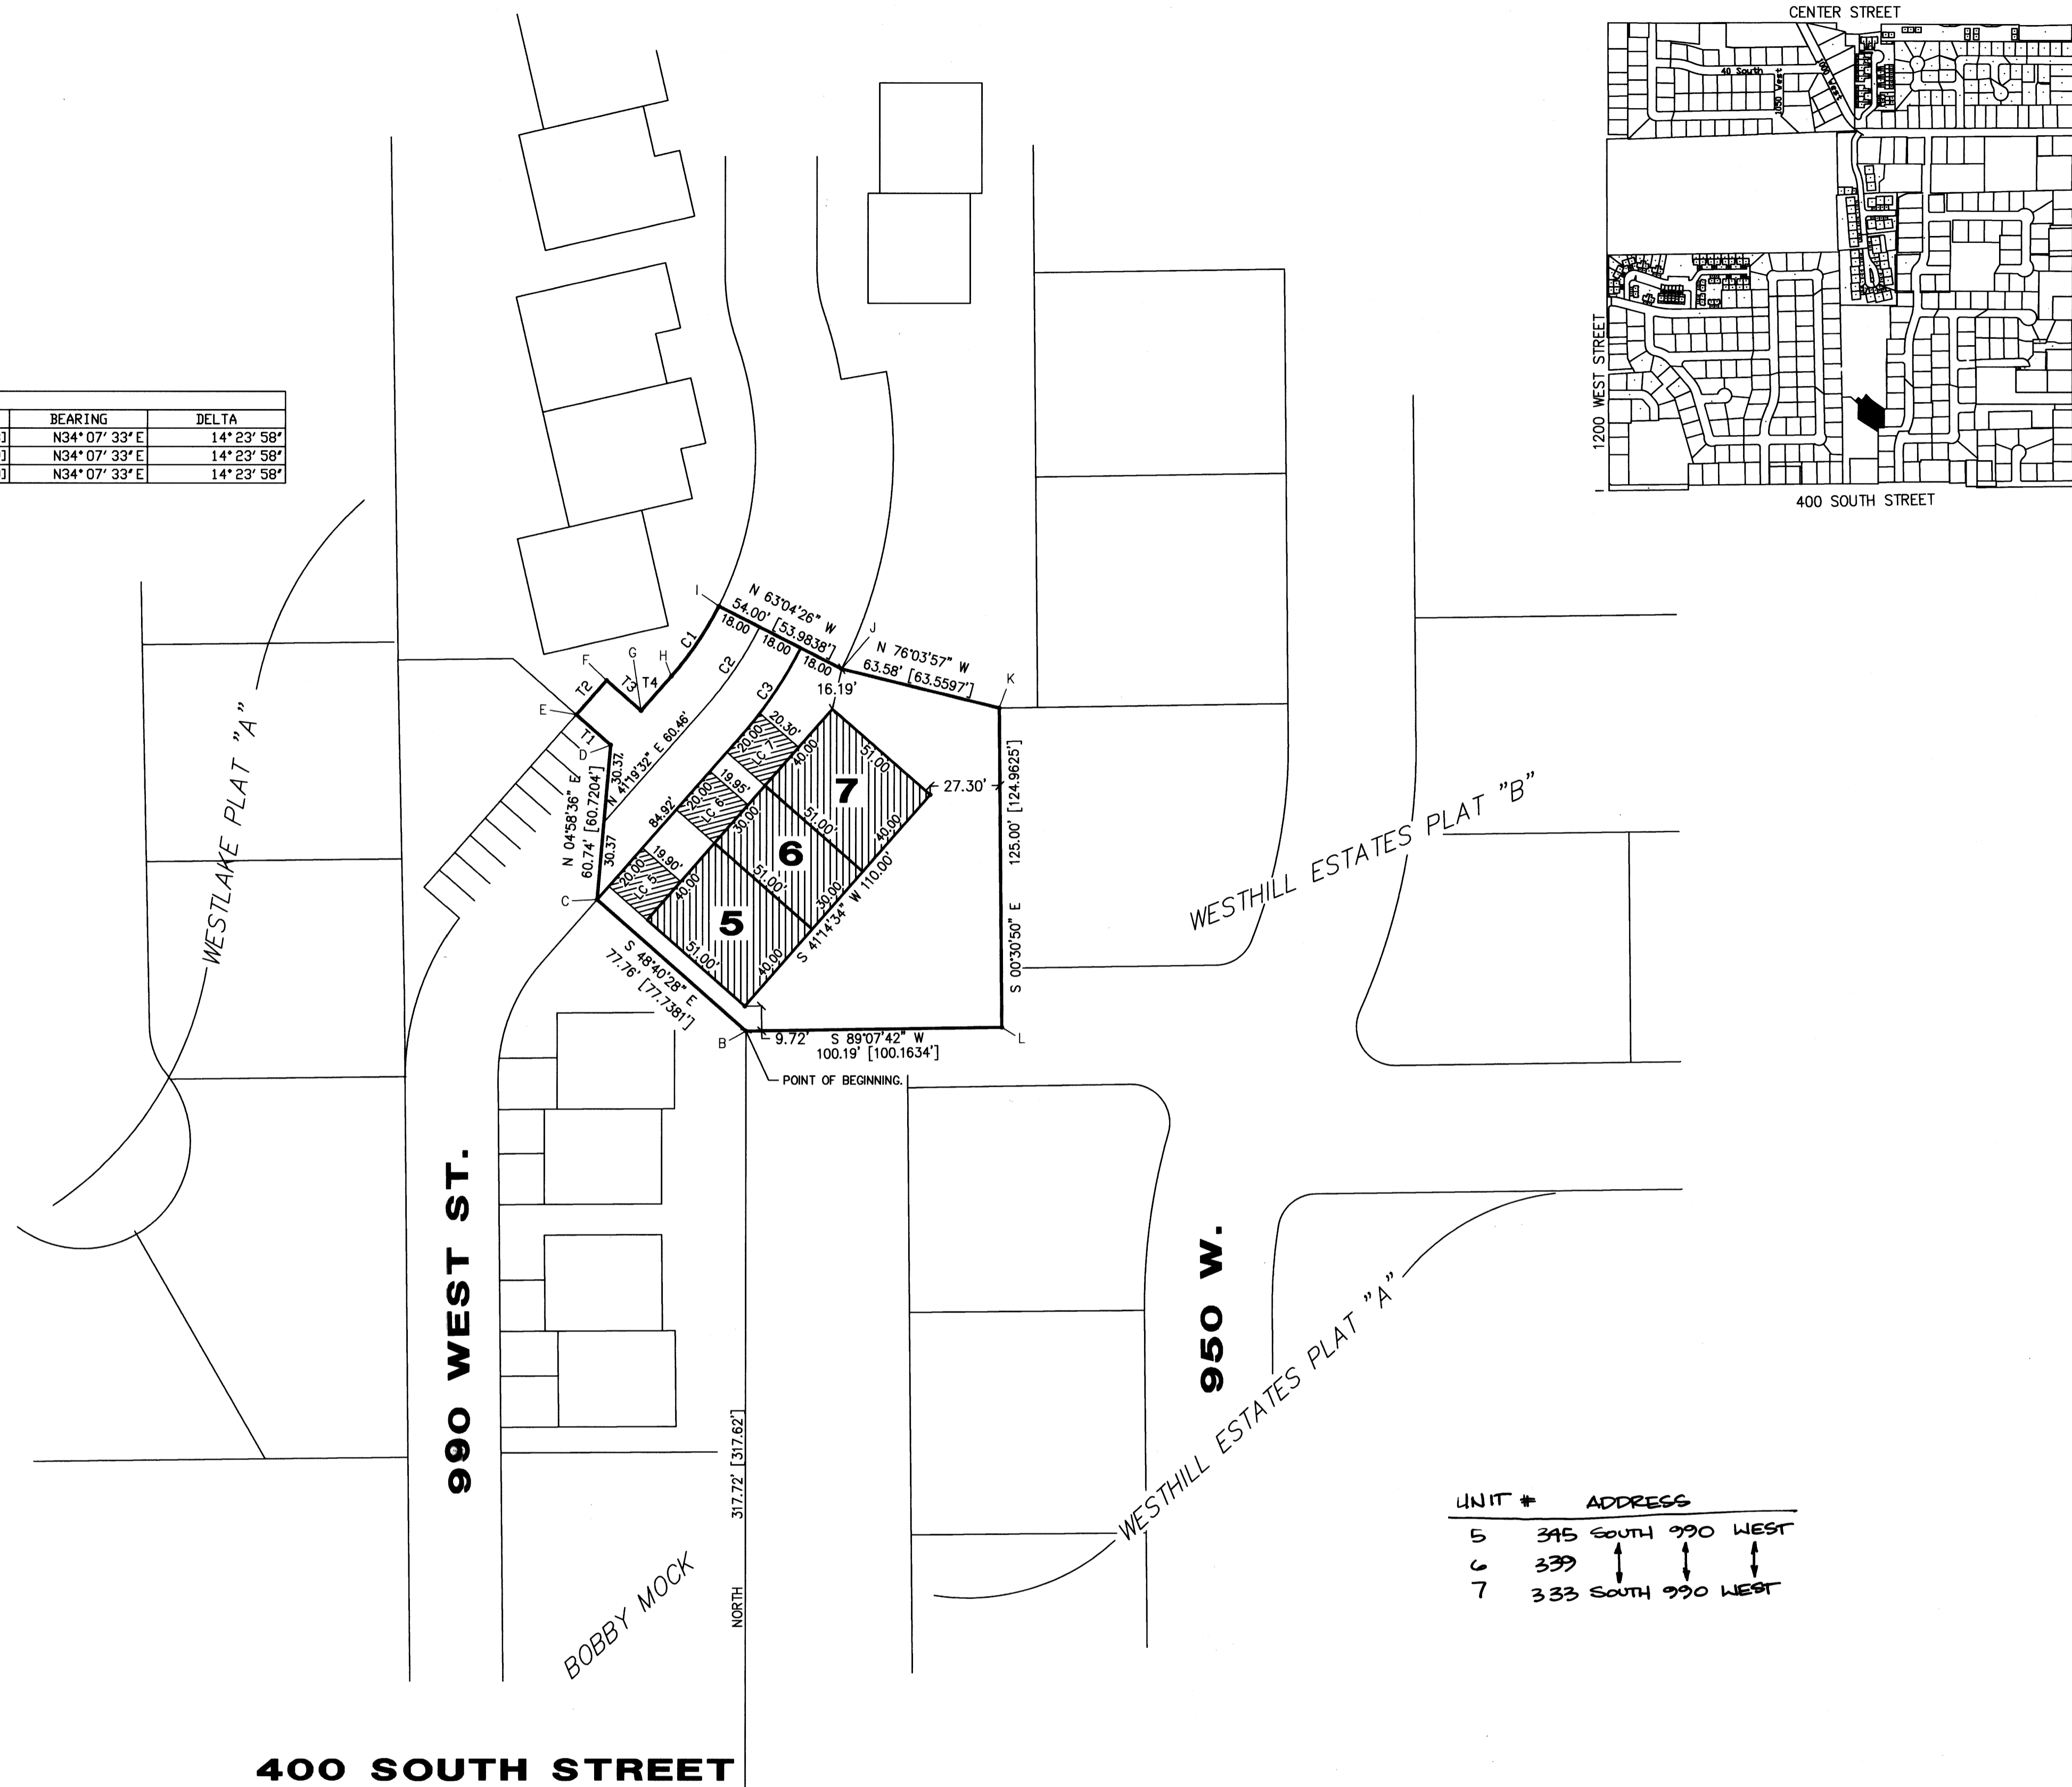 CENTER STREET
40 South
1050 West
1000 West
1200 WEST STREET
400 SOUTH STREET
BEARING DELTA
N34°07'33"E 14°23'58"
N34°07'33"E 14°23'58"
N34°07'33"E 14°23'58"
WESTLAKE PLAT "A"
I
N 63°04'26" W
54.00' [53.9838']
18.00
18.00
18.00
J
N 76°03'57" W
63.58' [63.5597']
K
16.19'
C1
C2
C3
F
G
H
T2
T3
T4
E
T1
D
30.37
30.37
N 04°58'36" E
60.74' [60.7204']
N 41°19'32" E 60.46'
84.92'
20.30'
20.00
LC 7
40.00
51.00
7
27.30'
19.95'
20.00
LC 6
30.00
51.00'
40.00
6
19.90'
20.00
LC 5
40.00
51.00'
30.00
5
51.00'
40.00
S 41°14'34" W 110.00'
125.00' [124.9625']
S 00°30'50" E
C
S 48°40'28" E
77.76' [77.7381']
B
9.72'
S 89°07'42" W
100.19' [100.1634']
L
POINT OF BEGINNING.
WESTHILL ESTATES PLAT "B"
990 WEST ST.
950 W.
WESTHILL ESTATES PLAT "A"
NORTH 317.72' [317.62']
BOBBY MOCK
UNIT # ADDRESS
5 345 SOUTH 990 WEST
6 339
7 333 SOUTH 990 WEST
400 SOUTH STREET